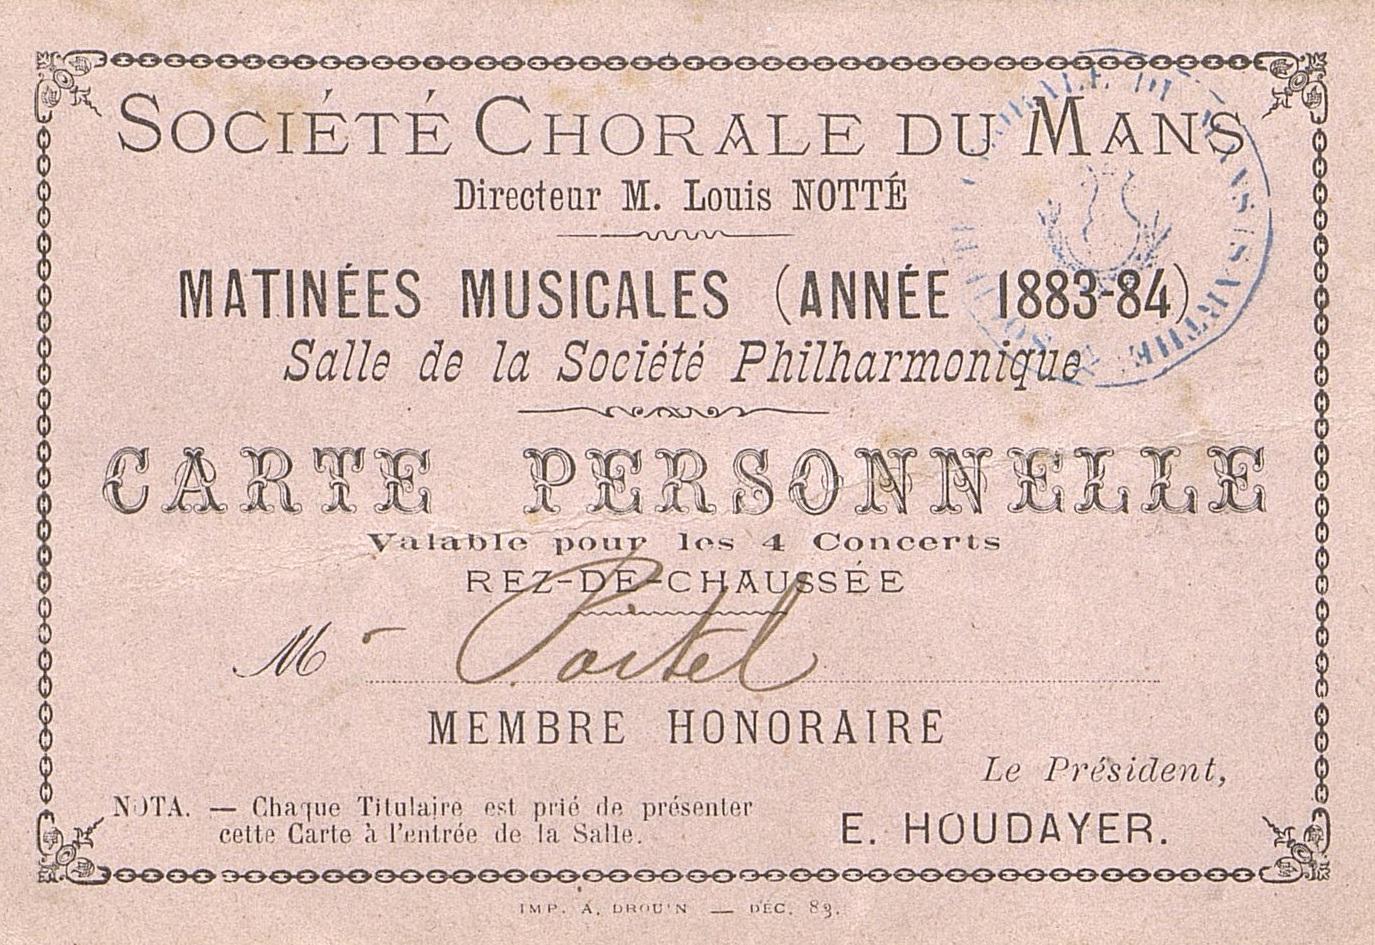 SOCIÉTÉ CHORALE DU MANS
Directeur M. Louis NOTTÉ
MATINÉES MUSICALES (ANNÉE 1883-84)
Salle de la Société Philharmonique
CARTE PERSONNELLE
Valable pour les 4 Concerts
REZ-DE-CHAUSSÉE
M Portel
MEMBRE HONORAIRE
Le Président,
E. HOUDAYER.
NOTA. — Chaque Titulaire est prié de présenter
cette Carte à l'entrée de la Salle.
IMP. A. DROUIN — DÉC. 83.